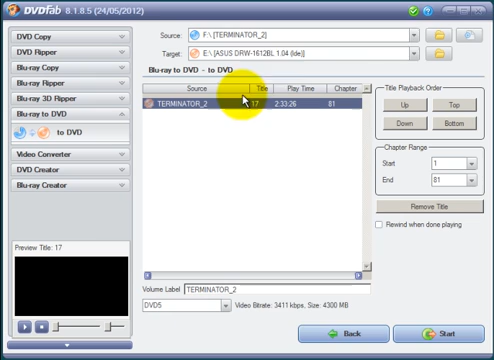 DVDFab 8.1.8.5 (24/05/2012)
DVD Copy
DVD Ripper
Blu-ray Copy
Blu-ray Ripper
Blu-ray 3D Ripper
Blu-ray to DVD
to DVD
Video Converter
DVD Creator
Blu-ray Creator
Preview Title: 17
Source: F:\ [TERMINATOR_2]
Target: E:\ [ASUS DRW-1612BL 1.04 (Ide)]
Blu-ray to DVD - to DVD
Source Title Play Time Chapter
TERMINATOR_2 17 2:33:26 81
Volume Label TERMINATOR_2
DVD5 Video Bitrate: 3411 kbps, Size: 4300 MB
Title Playback Order
Up Top
Down Bottom
Chapter Range
Start 1
End 81
Remove Title
Rewind when done playing
Back Start